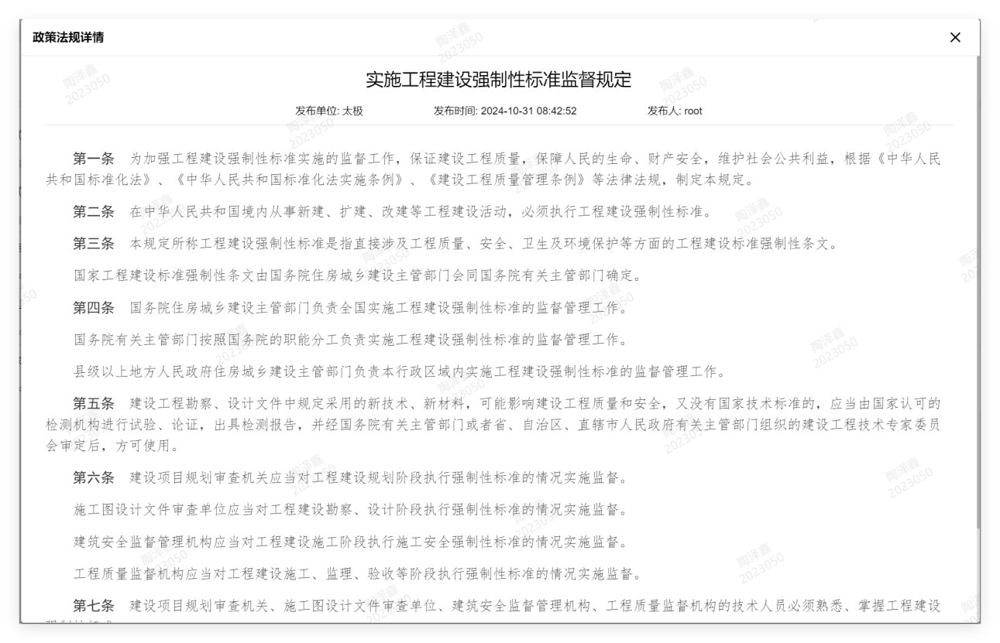 政策法规详情
实施工程建设强制性标准监督规定
发布单位: 太极 发布时间: 2024-10-31 08:42:52 发布人: root
第一条 为加强工程建设强制性标准实施的监督工作，保证建设工程质量，保障人民的生命、财产安全，维护社会公共利益，根据《中华人民
共和国标准化法》、《中华人民共和国标准化法实施条例》、《建设工程质量管理条例》等法律法规，制定本规定。
第二条 在中华人民共和国境内从事新建、扩建、改建等工程建设活动，必须执行工程建设强制性标准。
第三条 本规定所称工程建设强制性标准是指直接涉及工程质量、安全、卫生及环境保护等方面的工程建设标准强制性条文。
国家工程建设标准强制性条文由国务院住房城乡建设主管部门会同国务院有关主管部门确定。
第四条 国务院住房城乡建设主管部门负责全国实施工程建设强制性标准的监督管理工作。
国务院有关主管部门按照国务院的职能分工负责实施工程建设强制性标准的监督管理工作。
县级以上地方人民政府住房城乡建设主管部门负责本行政区域内实施工程建设强制性标准的监督管理工作。
第五条 建设工程勘察、设计文件中规定采用的新技术、新材料，可能影响建设工程质量和安全，又没有国家技术标准的，应当由国家认可的
检测机构进行试验、论证，出具检测报告，并经国务院有关主管部门或者省、自治区、直辖市人民政府有关主管部门组织的建设工程技术专家委员
会审定后，方可使用。
第六条 建设项目规划审查机关应当对工程建设规划阶段执行强制性标准的情况实施监督。
施工图设计文件审查单位应当对工程建设勘察、设计阶段执行强制性标准的情况实施监督。
建筑安全监督管理机构应当对工程建设施工阶段执行施工安全强制性标准的情况实施监督。
工程质量监督机构应当对工程建设施工、监理、验收等阶段执行强制性标准的情况实施监督。
第七条 建设项目规划审查机关、施工图设计文件审查单位、建筑安全监督管理机构、工程质量监督机构的技术人员必须熟悉、掌握工程建设
陶泽鑫
2023050